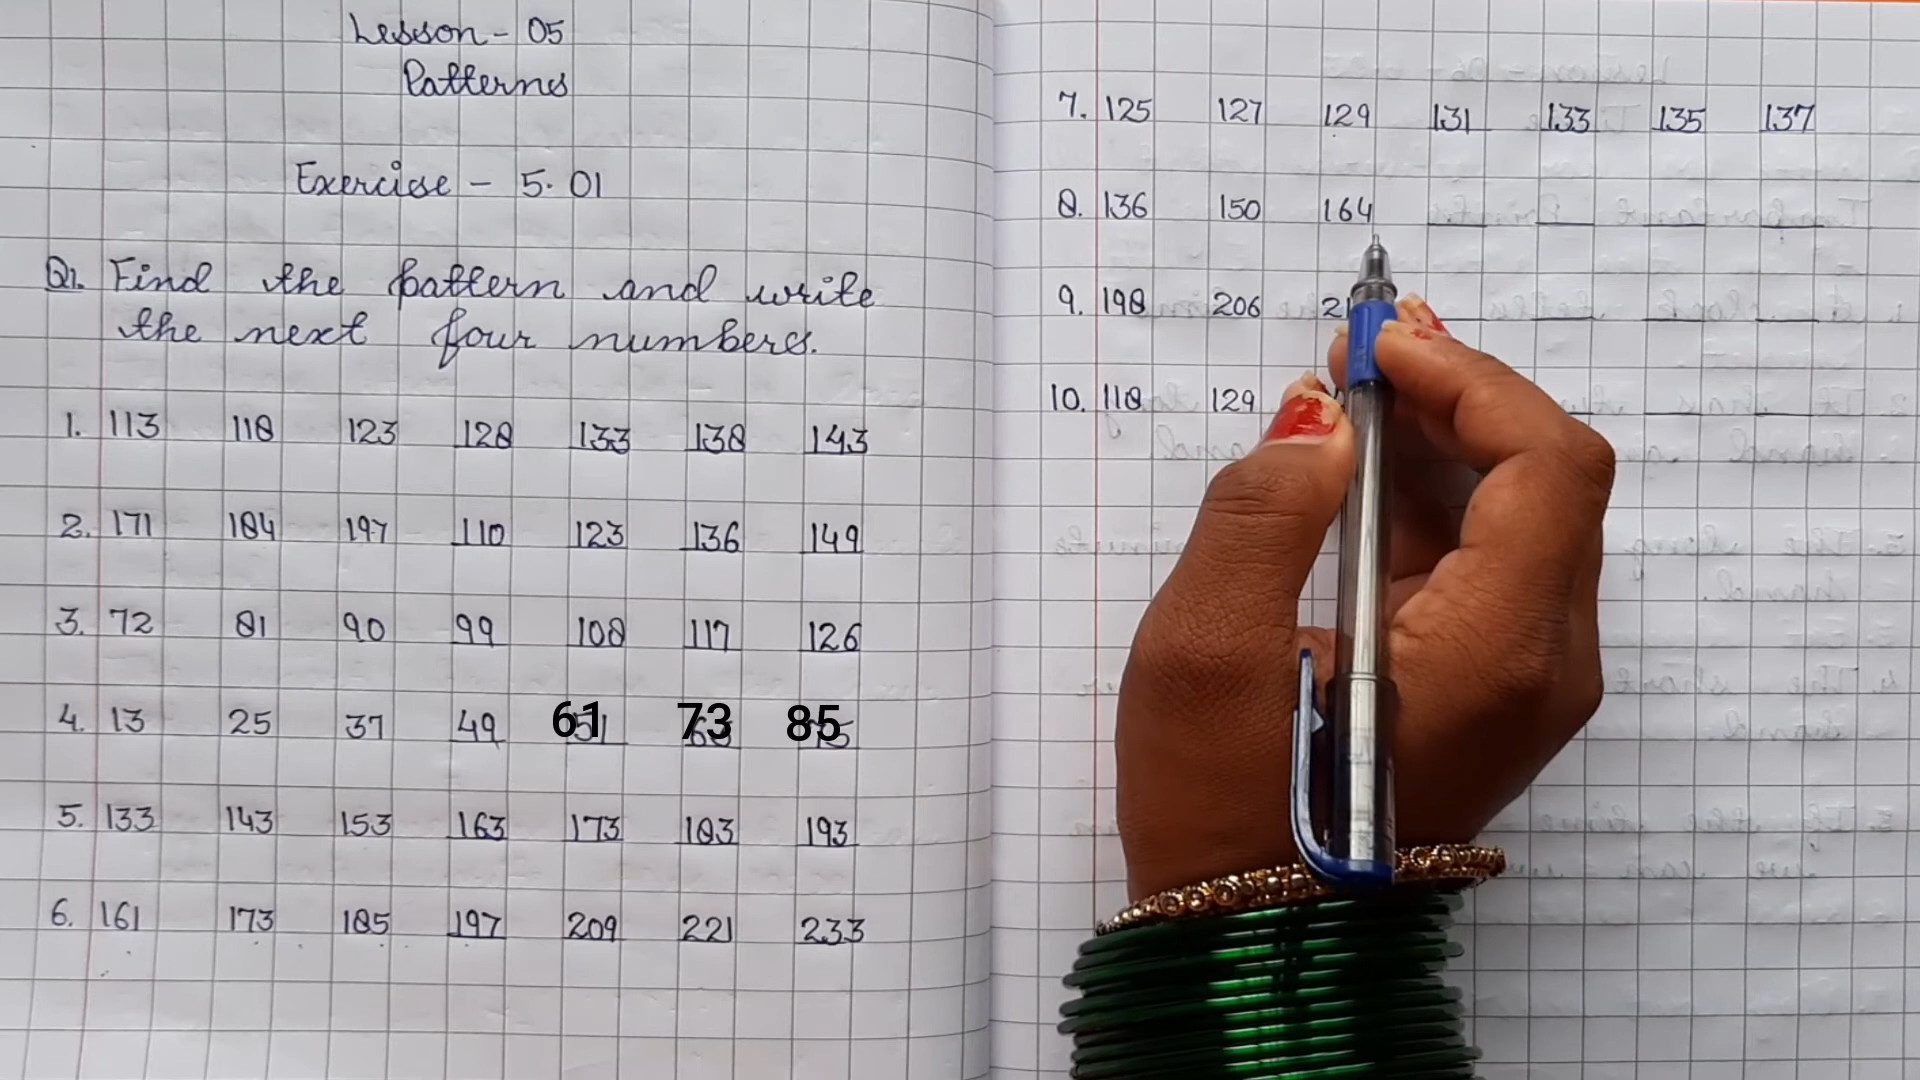 Lesson - 05
Patterns
Exercise - 5.01
Q1. Find the pattern and write
the next four numbers.
1. 113 118 123 128 133 138 143
2. 171 184 197 110 123 136 149
3. 72 81 90 99 108 117 126
4. 13 25 37 49 61 73 85
5. 133 143 153 163 173 183 193
6. 161 173 185 197 209 221 233
7. 125 127 129 131 133 135 137
8. 136 150 164
9. 198 206
10. 118 129